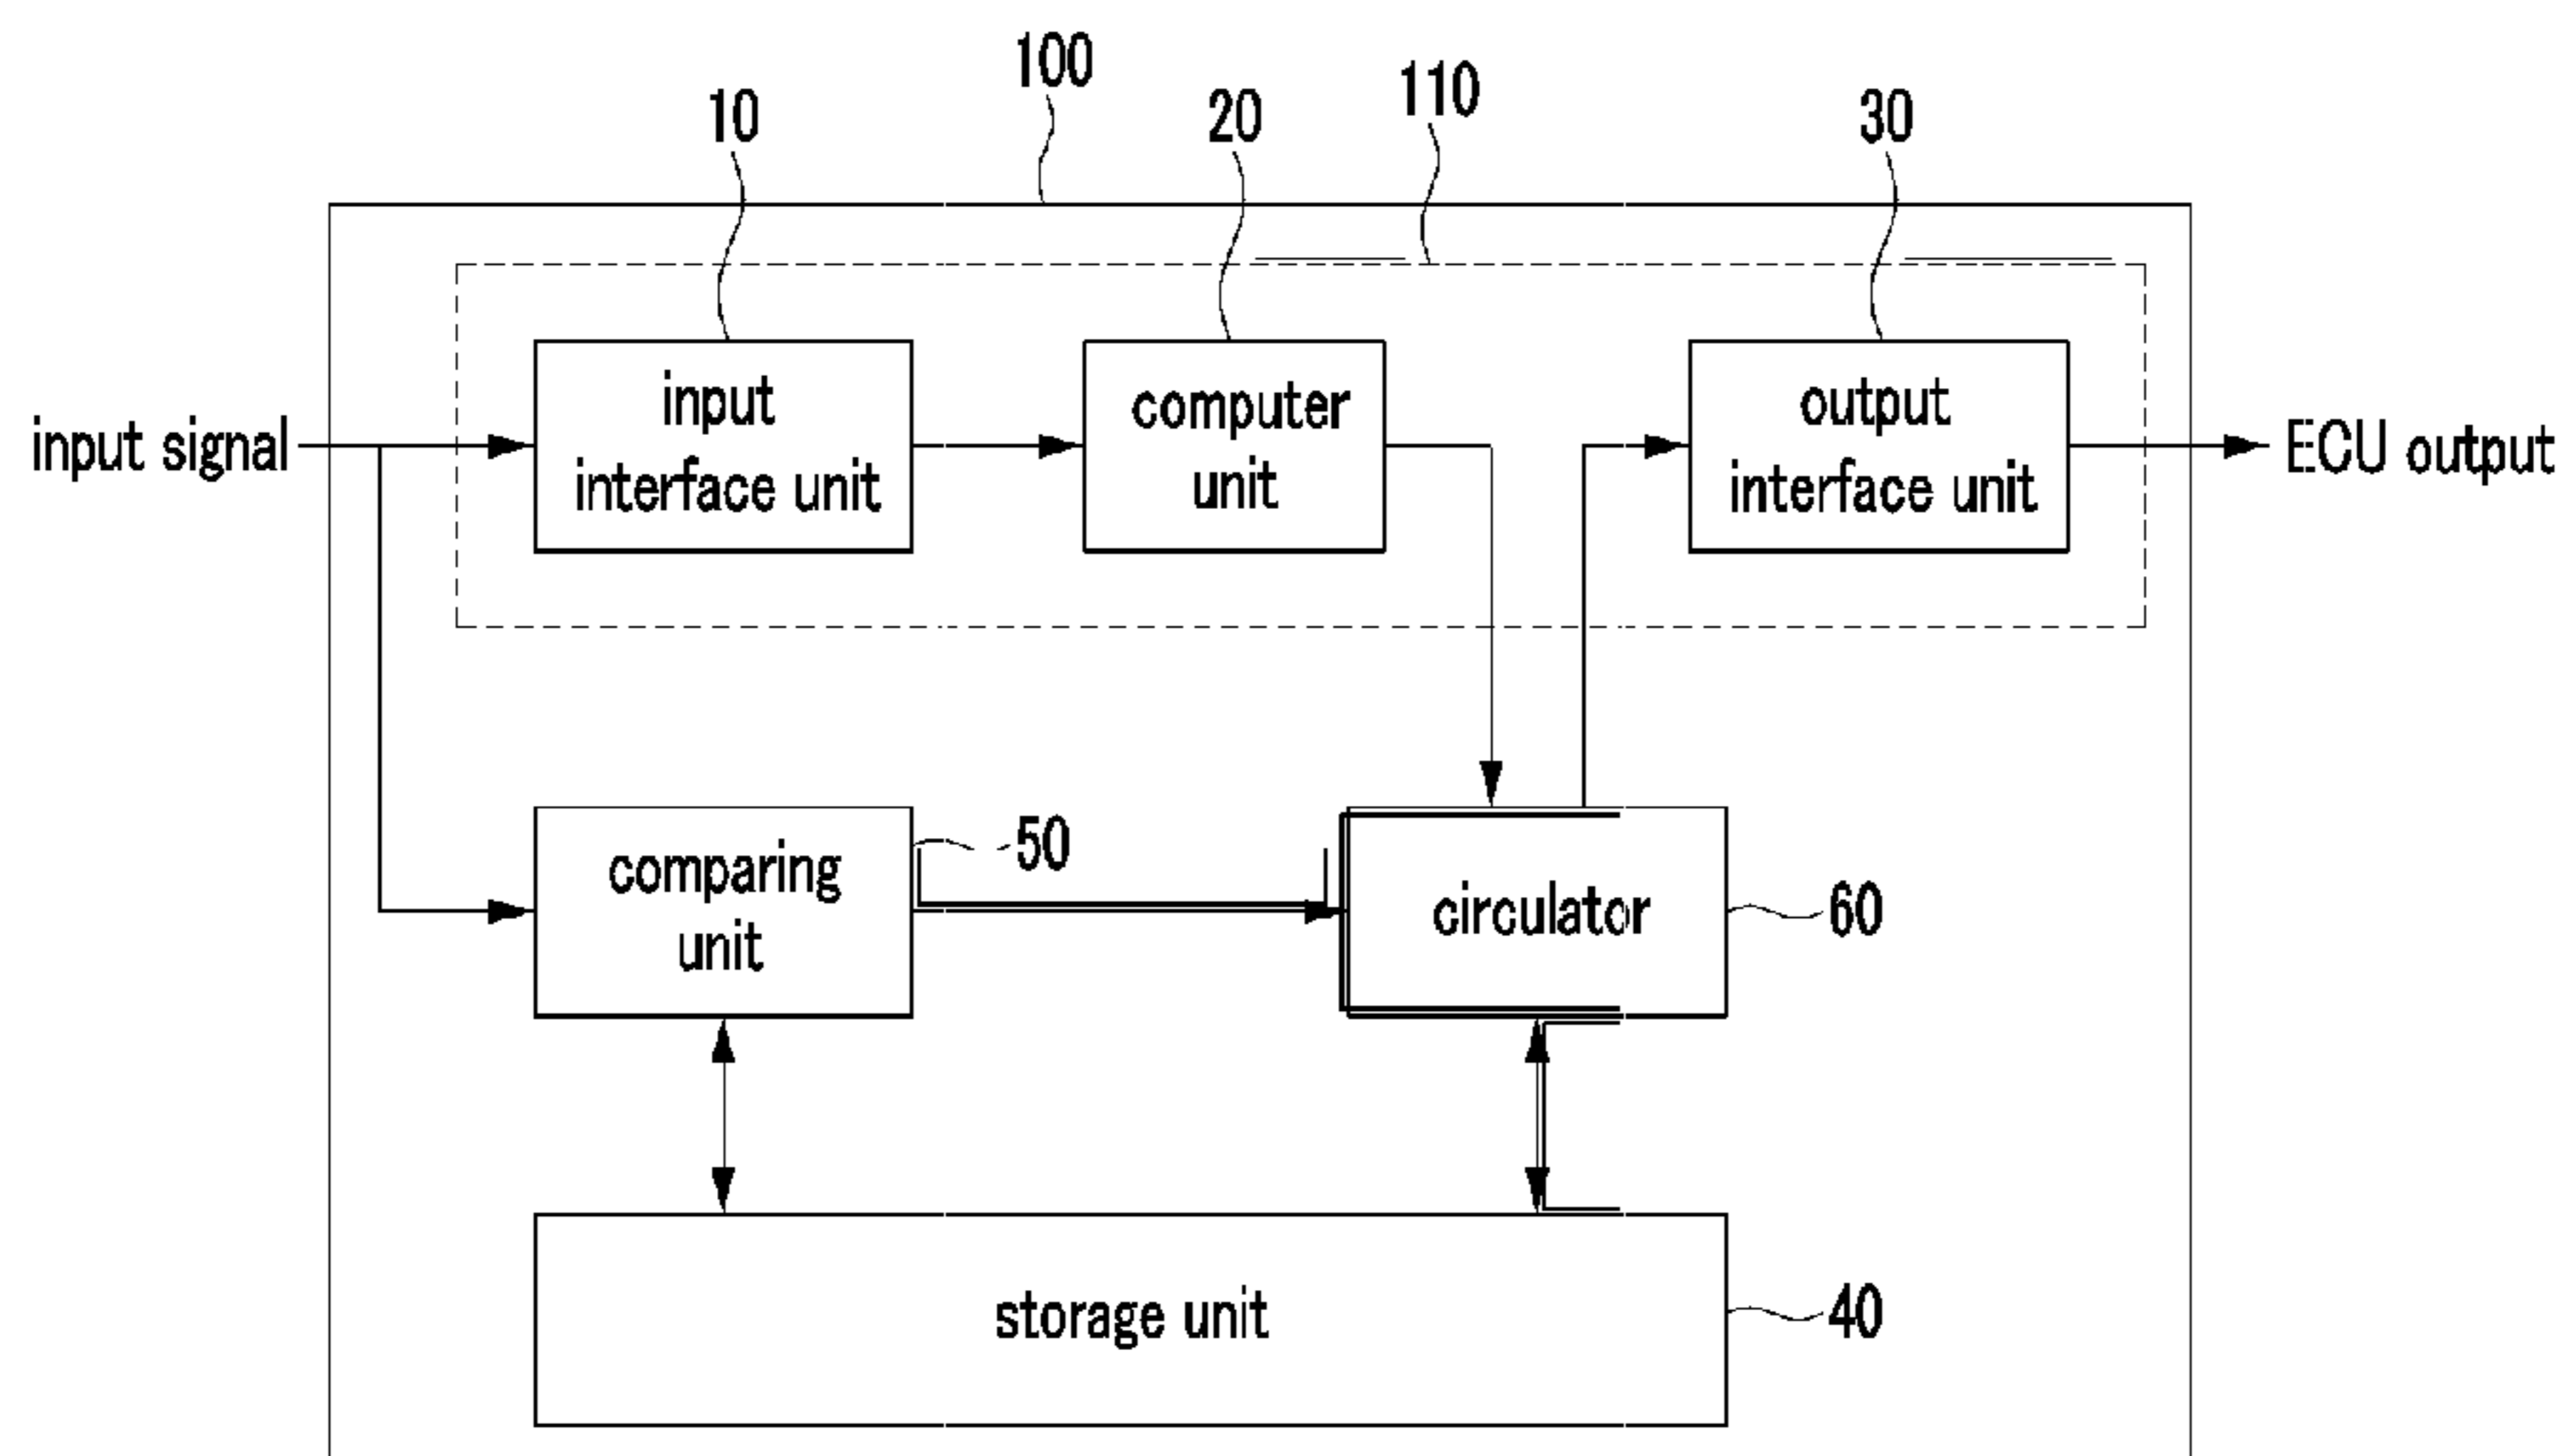 100
110
10
20
30
input signal
input
interface unit
computer
unit
output
interface unit
ECU output
50
comparing
unit
circulator
60
storage unit
40